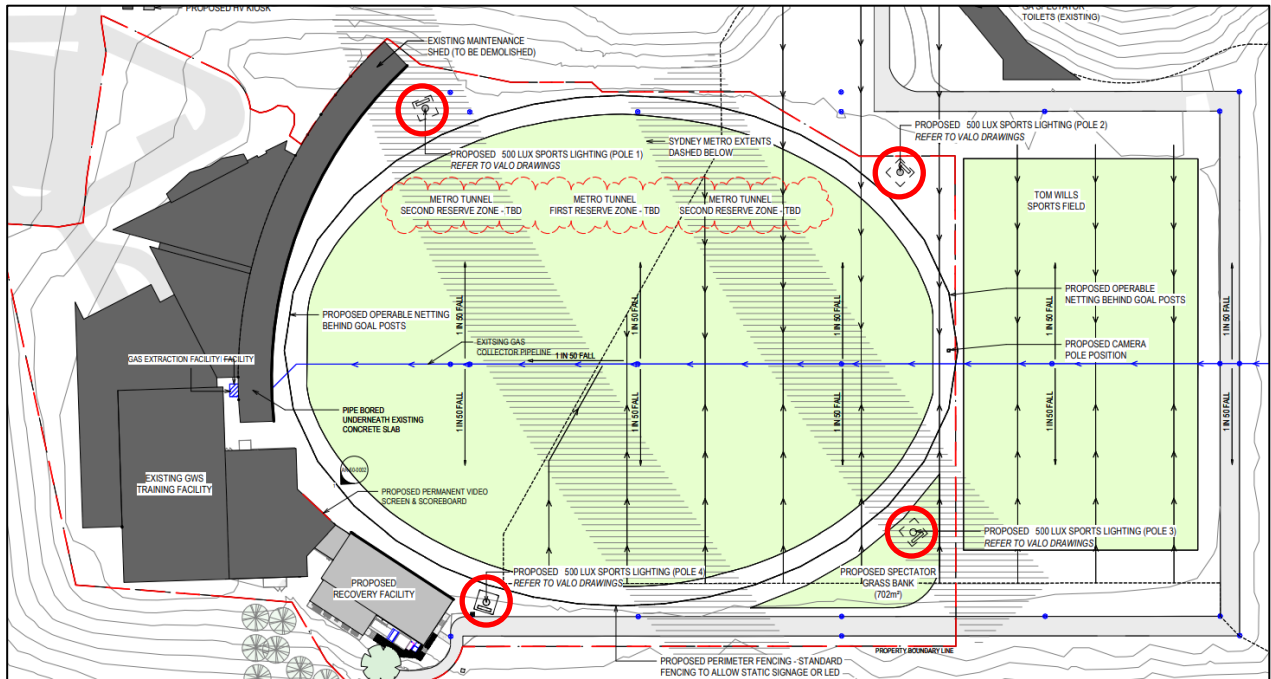 PROPOSED HV KIOSK
GA SPECTATOR
TOILETS (EXISTING)
EXISTING MAINTENANCE
SHED (TO BE DEMOLISHED)
PROPOSED 500 LUX SPORTS LIGHTING (POLE 2)
REFER TO VALO DRAWINGS
PROPOSED 500 LUX SPORTS LIGHTING (POLE 1)
REFER TO VALO DRAWINGS
SYDNEY METRO EXTENTS
DASHED BELOW
METRO TUNNEL
SECOND RESERVE ZONE - TBD
METRO TUNNEL
FIRST RESERVE ZONE - TBD
METRO TUNNEL
SECOND RESERVE ZONE - TBD
TOM WILLS
SPORTS FIELD
1 IN 50 FALL
1 IN 50 FALL
1 IN 50 FALL
1 IN 50 FALL
1 IN 50 FALL
PROPOSED OPERABLE NETTING
BEHIND GOAL POSTS
PROPOSED OPERABLE
NETTING BEHIND GOAL POSTS
EXITSING GAS
COLLECTOR PIPELINE
1 IN 50 FALL
PROPOSED CAMERA
POLE POSITION
GAS EXTRACTION FACILITY FACILITY
PIPE BORED
UNDERNEATH EXISTING
CONCRETE SLAB
1 IN 50 FALL
1 IN 50 FALL
1 IN 50 FALL
1 IN 50 FALL
1 IN 50 FALL
EXISTING GWS
TRAINING FACILITY
PROPOSED PERMANENT VIDEO
SCREEN & SCOREBOARD
PROPOSED 500 LUX SPORTS LIGHTING (POLE 3)
REFER TO VALO DRAWINGS
PROPOSED 500 LUX SPORTS LIGHTING (POLE 4)
REFER TO VALO DRAWINGS
PROPOSED SPECTATOR
GRASS BANK
(702m²)
PROPOSED
RECOVERY FACILITY
PROPERTY BOUNDARY LINE
PROPOSED PERIMETER FENCING - STANDARD
FENCING TO ALLOW STATIC SIGNAGE OR LED